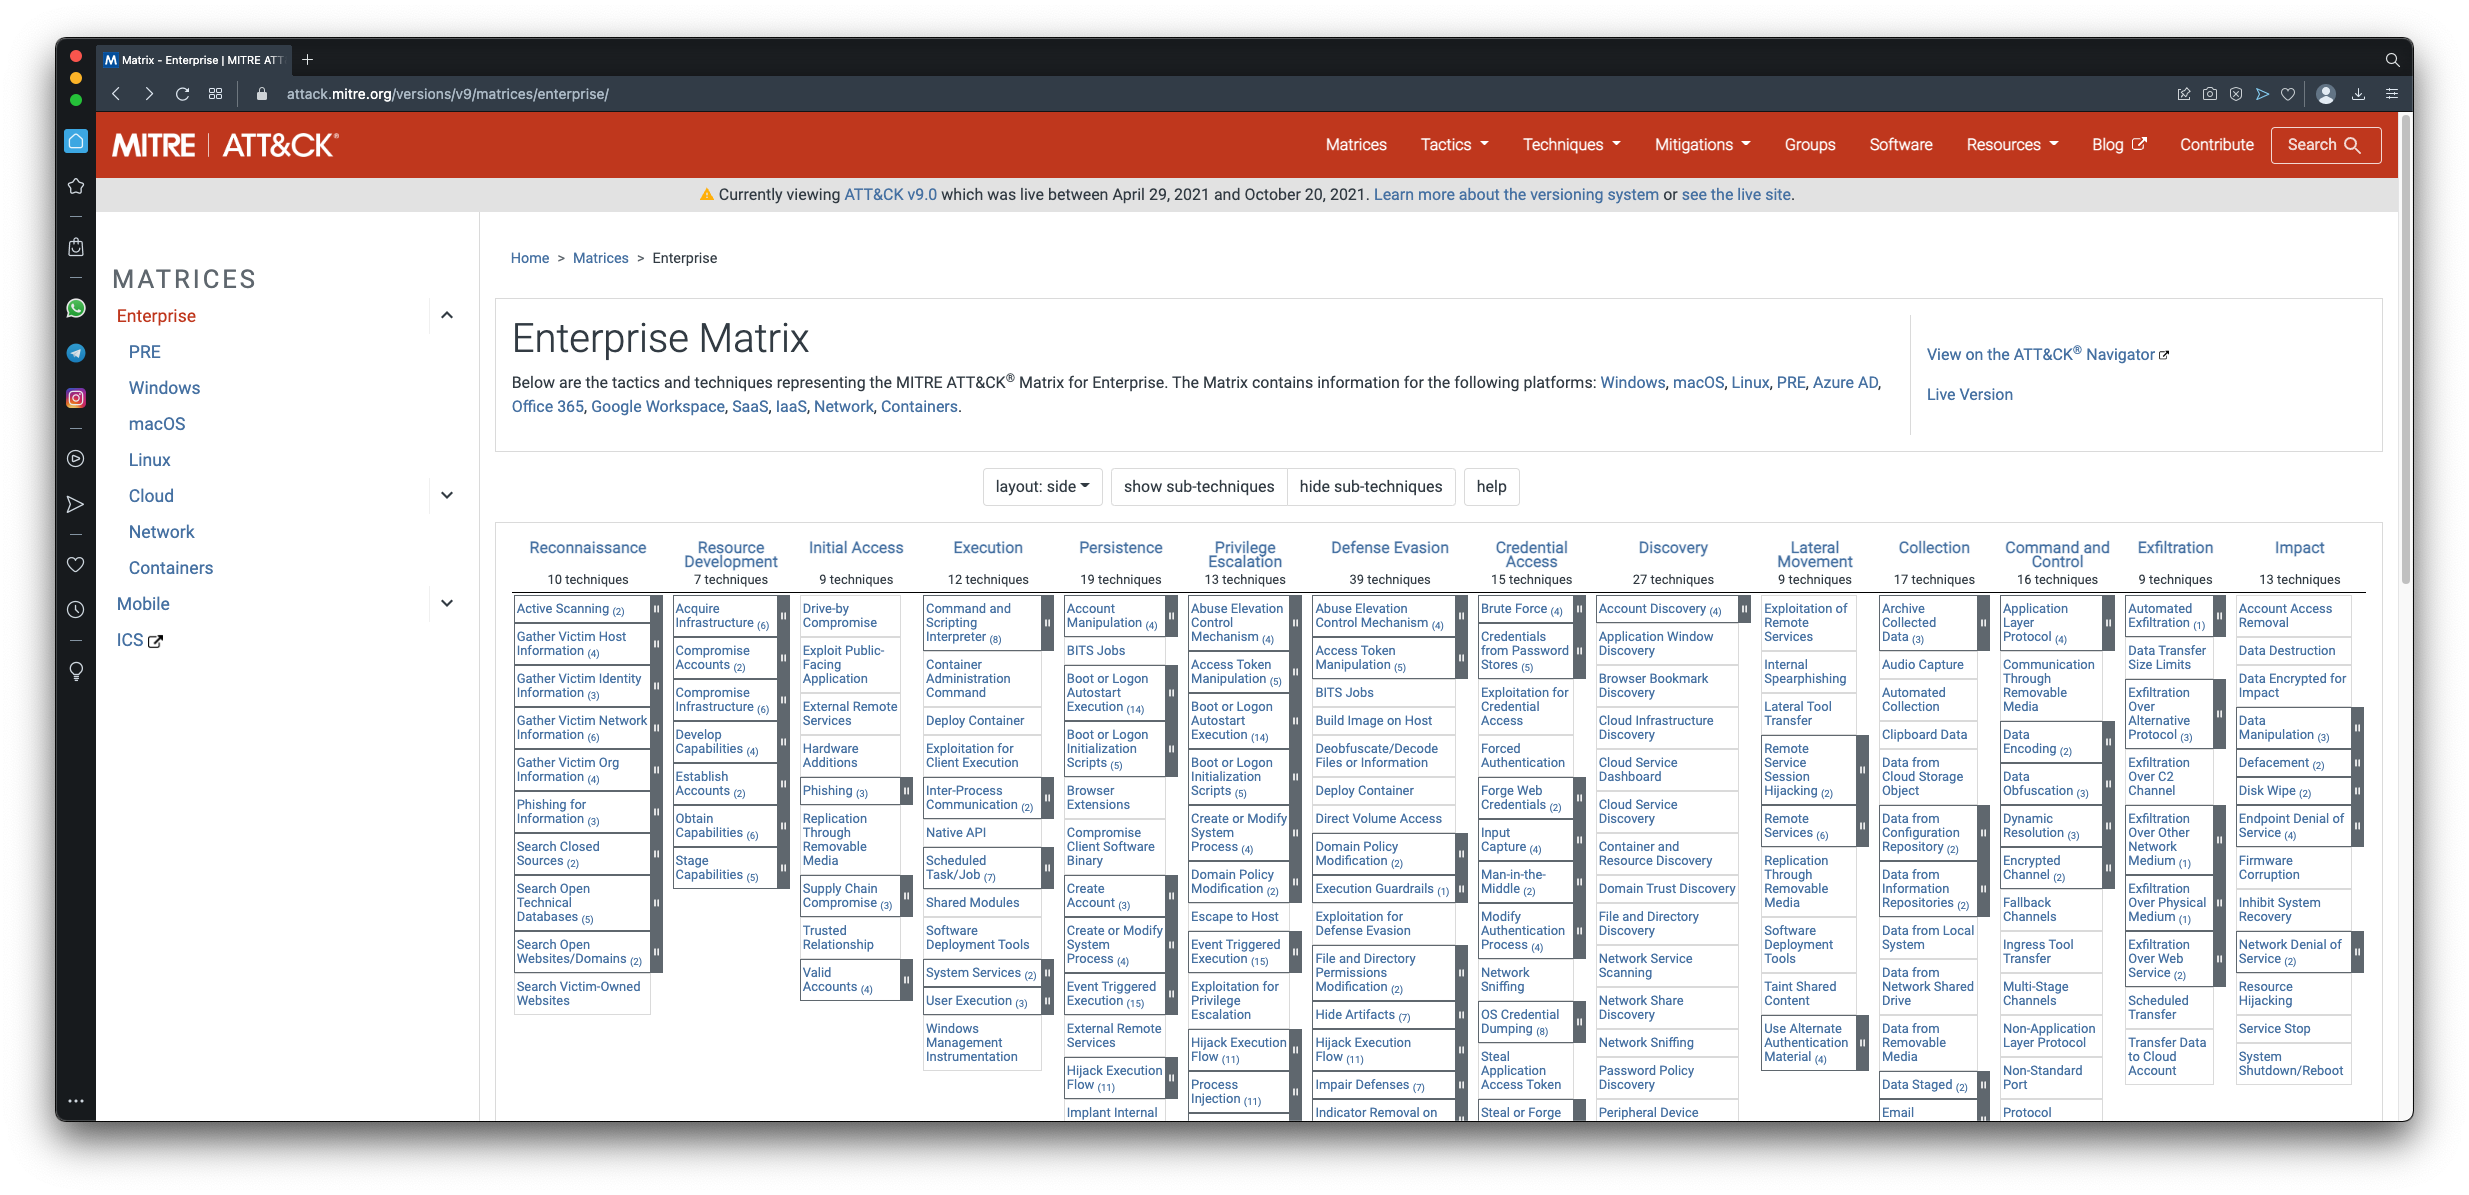 Matrix - Enterprise | MITRE ATT
attack.mitre.org/versions/v9/matrices/enterprise/
MITRE | ATT&CK®
Matrices
Tactics
Techniques
Mitigations
Groups
Software
Resources
Blog
Contribute
Search
Currently viewing ATT&CK v9.0 which was live between April 29, 2021 and October 20, 2021. Learn more about the versioning system or see the live site.
MATRICES
Enterprise
PRE
Windows
macOS
Linux
Cloud
Network
Containers
Mobile
ICS
Home > Matrices > Enterprise
Enterprise Matrix
Below are the tactics and techniques representing the MITRE ATT&CK® Matrix for Enterprise. The Matrix contains information for the following platforms: Windows, macOS, Linux, PRE, Azure AD,
Office 365, Google Workspace, SaaS, IaaS, Network, Containers.
View on the ATT&CK® Navigator
Live Version
layout: side
show sub-techniques
hide sub-techniques
help
Reconnaissance
10 techniques
Active Scanning (2)
Gather Victim Host
Information (4)
Gather Victim Identity
Information (3)
Gather Victim Network
Information (6)
Gather Victim Org
Information (4)
Phishing for
Information (3)
Search Closed
Sources (2)
Search Open
Technical
Databases (5)
Search Open
Websites/Domains (2)
Search Victim-Owned
Websites
Resource
Development
7 techniques
Acquire
Infrastructure (6)
Compromise
Accounts (2)
Compromise
Infrastructure (6)
Develop
Capabilities (4)
Establish
Accounts (2)
Obtain
Capabilities (6)
Stage
Capabilities (5)
Initial Access
9 techniques
Drive-by
Compromise
Exploit Public-
Facing
Application
External Remote
Services
Hardware
Additions
Phishing (3)
Replication
Through
Removable
Media
Supply Chain
Compromise (3)
Trusted
Relationship
Valid
Accounts (4)
Execution
12 techniques
Command and
Scripting
Interpreter (8)
Container
Administration
Command
Deploy Container
Exploitation for
Client Execution
Inter-Process
Communication (2)
Native API
Scheduled
Task/Job (7)
Shared Modules
Software
Deployment Tools
System Services (2)
User Execution (3)
Windows
Management
Instrumentation
Persistence
19 techniques
Account
Manipulation (4)
BITS Jobs
Boot or Logon
Autostart
Execution (14)
Boot or Logon
Initialization
Scripts (5)
Browser
Extensions
Compromise
Client Software
Binary
Create
Account (3)
Create or Modify
System
Process (4)
Event Triggered
Execution (15)
External Remote
Services
Hijack Execution
Flow (11)
Implant Internal
Privilege
Escalation
13 techniques
Abuse Elevation
Control
Mechanism (4)
Access Token
Manipulation (5)
Boot or Logon
Autostart
Execution (14)
Boot or Logon
Initialization
Scripts (5)
Create or Modify
System
Process (4)
Domain Policy
Modification (2)
Escape to Host
Event Triggered
Execution (15)
Exploitation for
Privilege
Escalation
Hijack Execution
Flow (11)
Process
Injection (11)
Defense Evasion
39 techniques
Abuse Elevation
Control Mechanism (4)
Access Token
Manipulation (5)
BITS Jobs
Build Image on Host
Deobfuscate/Decode
Files or Information
Deploy Container
Direct Volume Access
Domain Policy
Modification (2)
Execution Guardrails (1)
Exploitation for
Defense Evasion
File and Directory
Permissions
Modification (2)
Hide Artifacts (7)
Hijack Execution
Flow (11)
Impair Defenses (7)
Indicator Removal on
Credential
Access
15 techniques
Brute Force (4)
Credentials
from Password
Stores (5)
Exploitation for
Credential
Access
Forced
Authentication
Forge Web
Credentials (2)
Input
Capture (4)
Man-in-the-
Middle (2)
Modify
Authentication
Process (4)
Network
Sniffing
OS Credential
Dumping (8)
Steal
Application
Access Token
Steal or Forge
Discovery
27 techniques
Account Discovery (4)
Application Window
Discovery
Browser Bookmark
Discovery
Cloud Infrastructure
Discovery
Cloud Service
Dashboard
Cloud Service
Discovery
Container and
Resource Discovery
Domain Trust Discovery
File and Directory
Discovery
Network Service
Scanning
Network Share
Discovery
Network Sniffing
Password Policy
Discovery
Peripheral Device
Lateral
Movement
9 techniques
Exploitation of
Remote
Services
Internal
Spearphishing
Lateral Tool
Transfer
Remote
Service
Session
Hijacking (2)
Remote
Services (6)
Replication
Through
Removable
Media
Software
Deployment
Tools
Taint Shared
Content
Use Alternate
Authentication
Material (4)
Collection
17 techniques
Archive
Collected
Data (3)
Audio Capture
Automated
Collection
Clipboard Data
Data from
Cloud Storage
Object
Data from
Configuration
Repository (2)
Data from
Information
Repositories (2)
Data from Local
System
Data from
Network Shared
Drive
Data from
Removable
Media
Data Staged (2)
Email
Command and
Control
16 techniques
Application
Layer
Protocol (4)
Communication
Through
Removable
Media
Data
Encoding (2)
Data
Obfuscation (3)
Dynamic
Resolution (3)
Encrypted
Channel (2)
Fallback
Channels
Ingress Tool
Transfer
Multi-Stage
Channels
Non-Application
Layer Protocol
Non-Standard
Port
Protocol
Exfiltration
9 techniques
Automated
Exfiltration (1)
Data Transfer
Size Limits
Exfiltration
Over
Alternative
Protocol (3)
Exfiltration
Over C2
Channel
Exfiltration
Over Other
Network
Medium (1)
Exfiltration
Over Physical
Medium (1)
Exfiltration
Over Web
Service (2)
Scheduled
Transfer
Transfer Data
to Cloud
Account
Impact
13 techniques
Account Access
Removal
Data Destruction
Data Encrypted for
Impact
Data
Manipulation (3)
Defacement (2)
Disk Wipe (2)
Endpoint Denial of
Service (4)
Firmware
Corruption
Inhibit System
Recovery
Network Denial of
Service (2)
Resource
Hijacking
Service Stop
System
Shutdown/Reboot